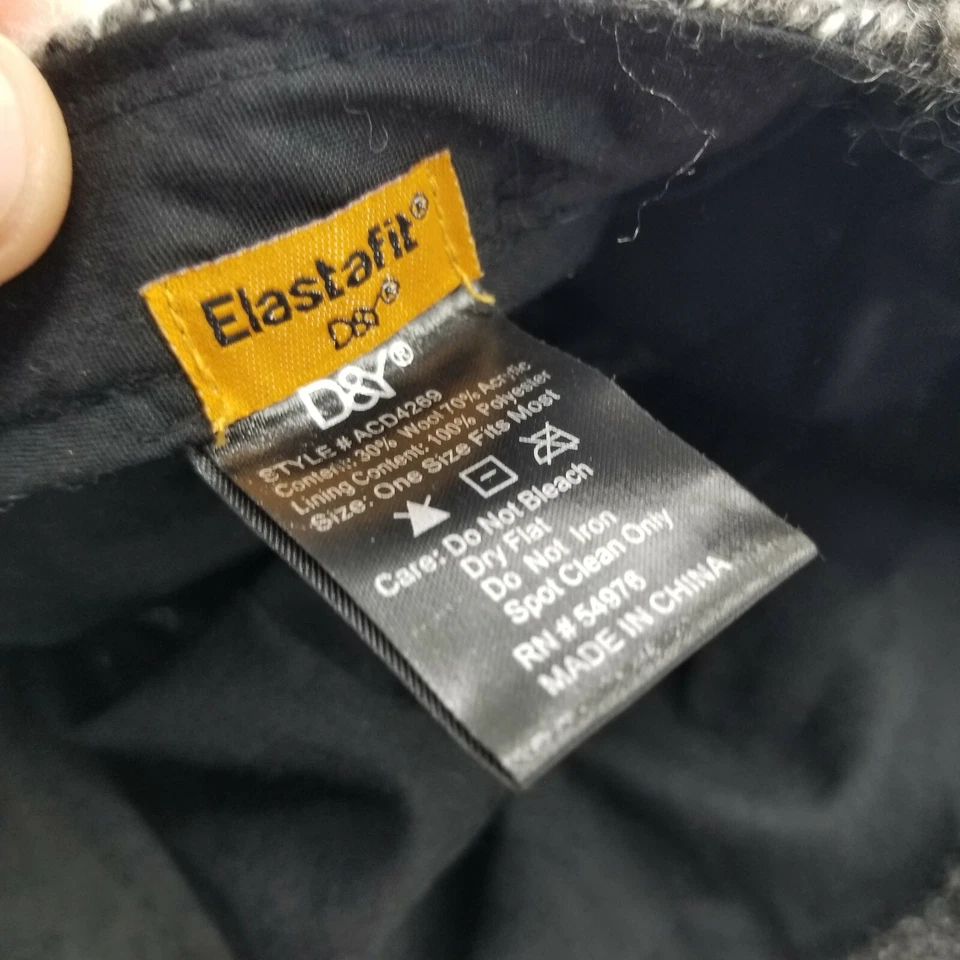 Elastafit®
D&Y®
D&Y®
STYLE # ACD4269
Content: 30% Wool 70% Acrylic
Lining Content: 100% Polyester
Size: One Size Fits Most
Care: Do Not Bleach
Dry Flat
Do Not Iron
Spot Clean Only
RN # 54976
MADE IN CHINA